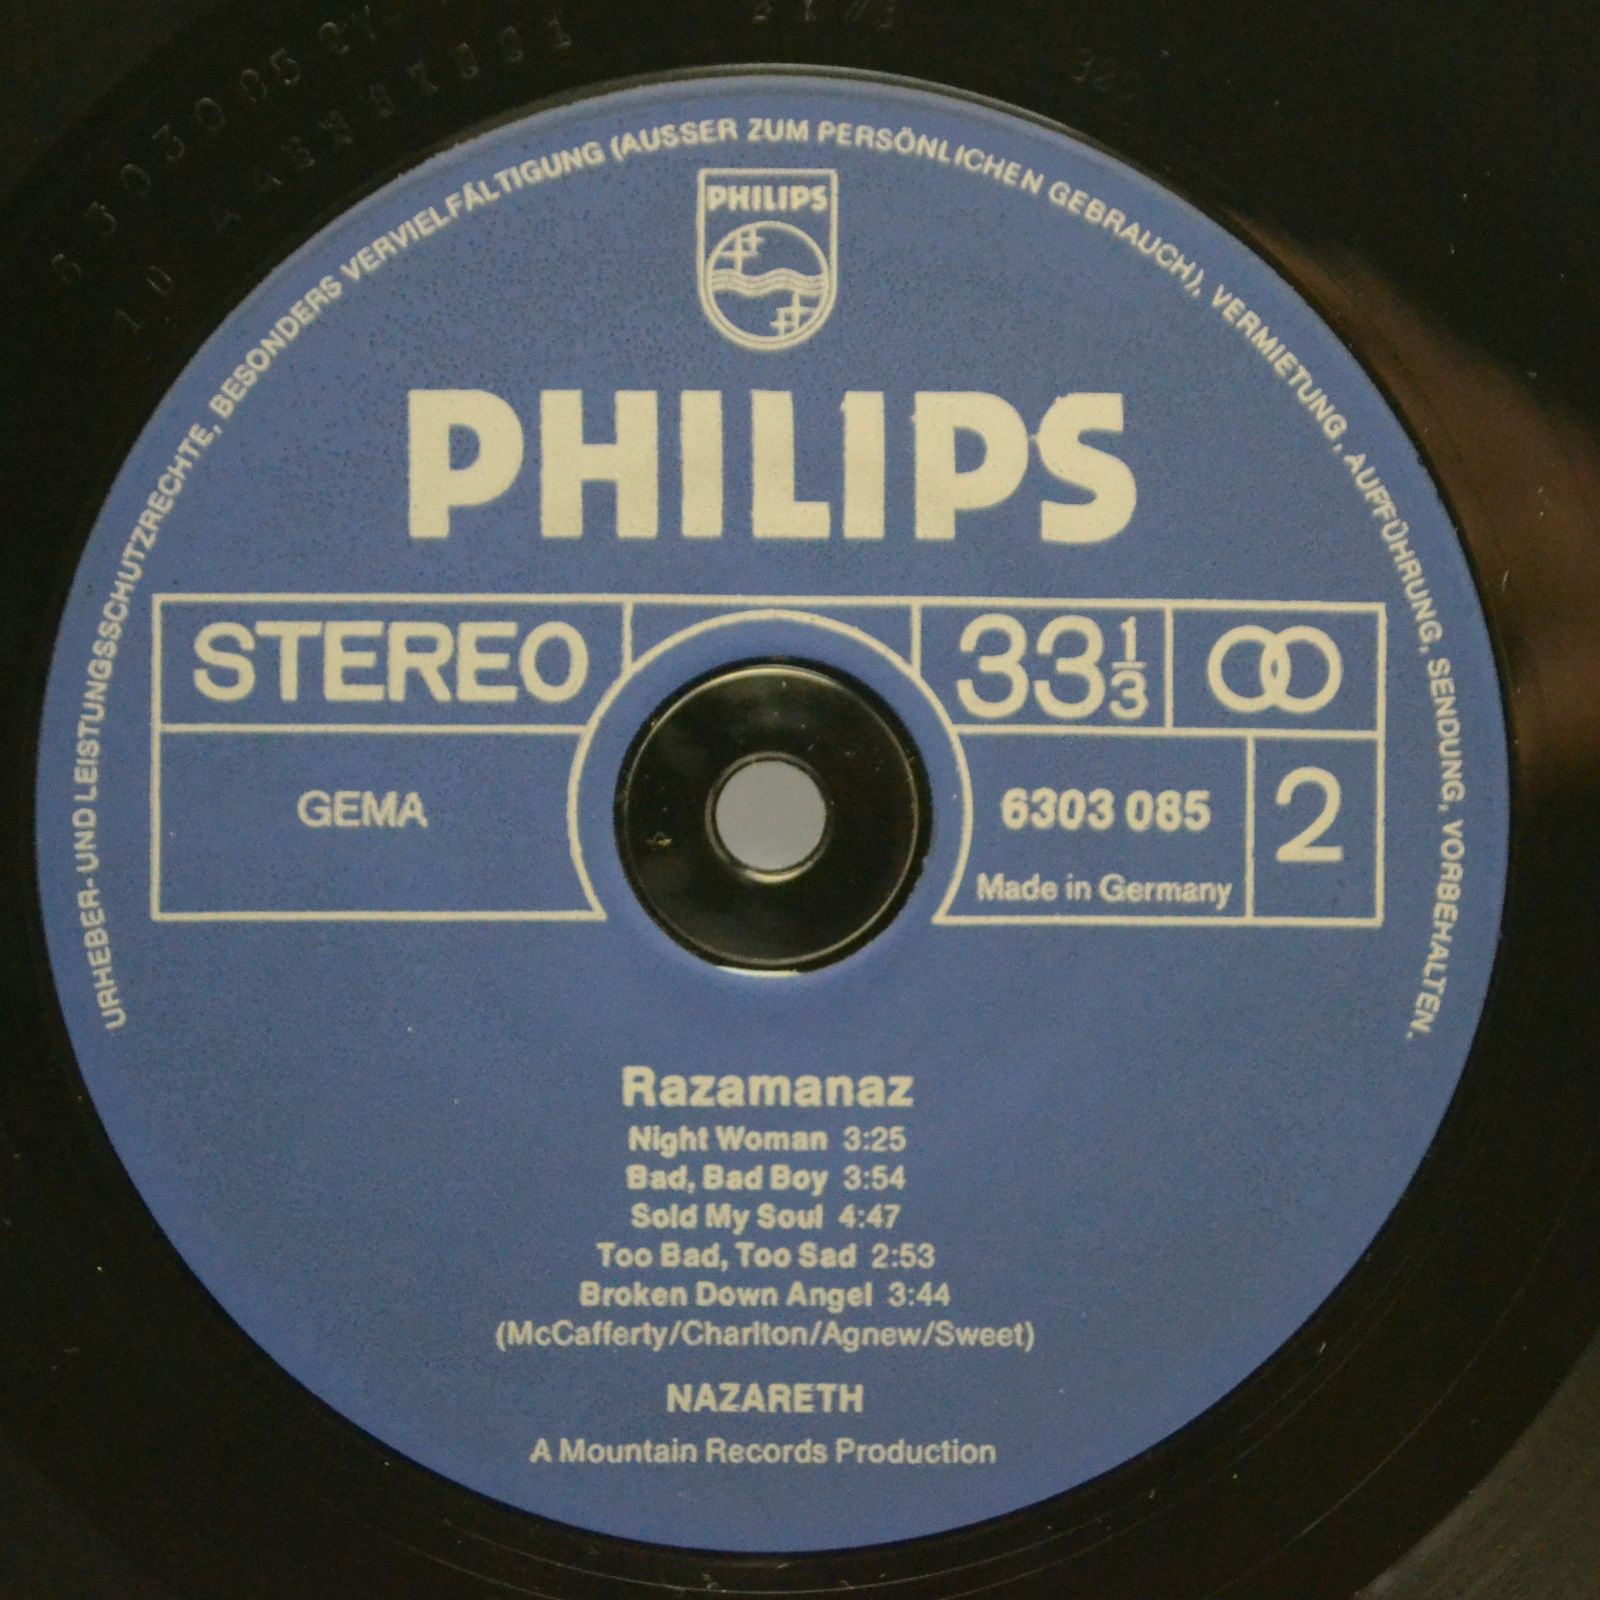 URHEBER- UND LEISTUNGSSCHUTZRECHTE, BESONDERS VERVIELFÄLTIGUNG (AUSSER ZUM PERSÖNLICHEN GEBRAUCH), VERMIETUNG, AUFFÜHRUNG, SENDUNG, VORBEHALTEN.
PHILIPS
PHILIPS
STEREO
33 1/3
GEMA
6303 085
2
Made in Germany
Razamanaz
Night Woman 3:25
Bad, Bad Boy 3:54
Sold My Soul 4:47
Too Bad, Too Sad 2:53
Broken Down Angel 3:44
(McCafferty/Charlton/Agnew/Sweet)
NAZARETH
A Mountain Records Production